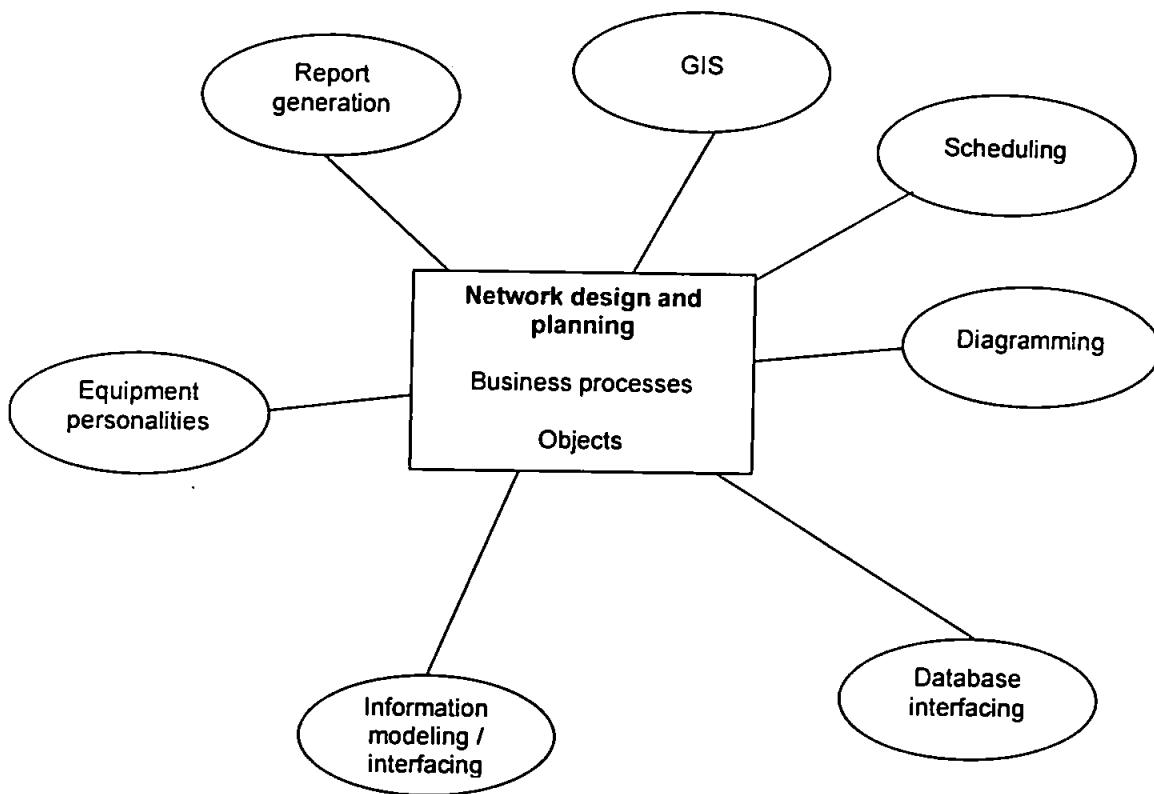 Report
generation
GIS
Scheduling
Network design and
planning
Business processes
Objects
Diagramming
Equipment
personalities
Information
modeling /
interfacing
Database
interfacing